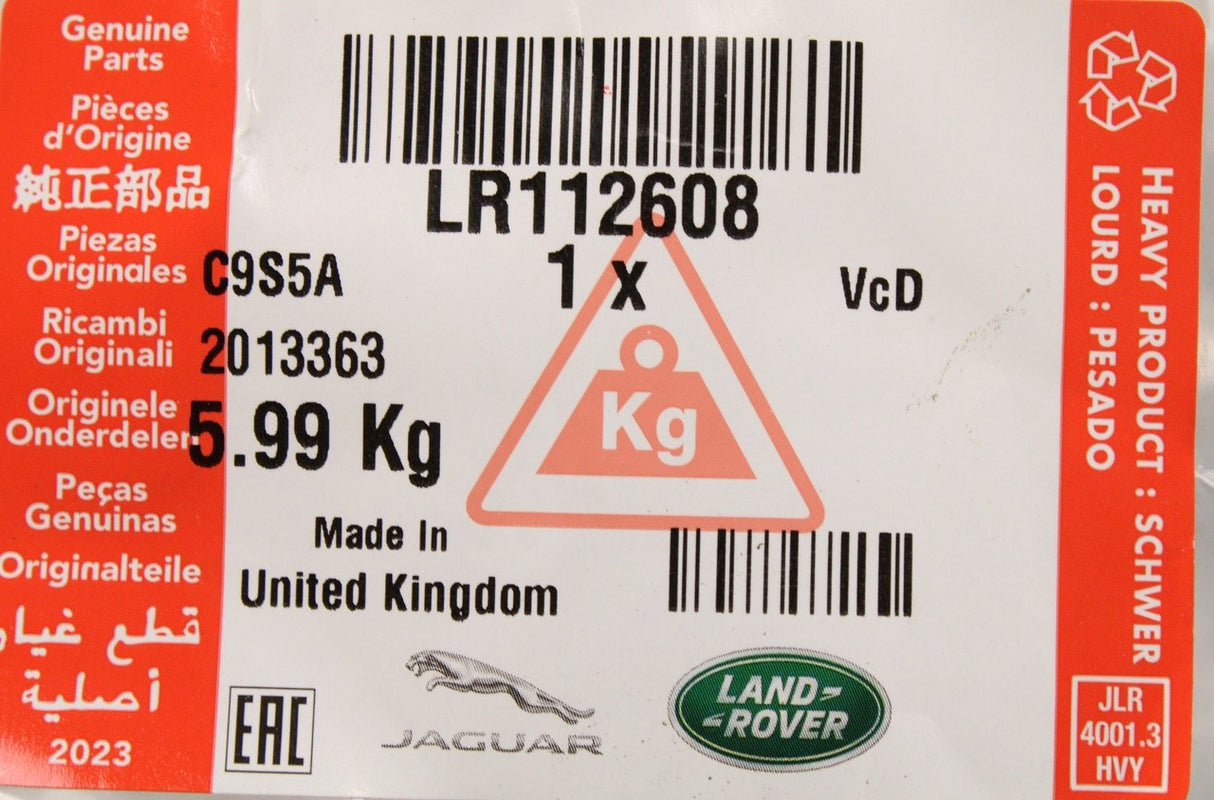 Genuine
Parts
Pièces
d'Origine
純正部品
Piezas
Originales
Ricambi
Originali
Originele
Onderdelen
Peças
Genuinas
Originalteile
قطع غيار
أصلية
2023
LR112608
C9S5A
1 x
VcD
2013363
5.99 Kg
Kg
Made In
United Kingdom
EAC
JAGUAR
LAND-
-ROVER
HEAVY PRODUCT : SCHWER
LOURD : PESADO
JLR
4001.3
HVY